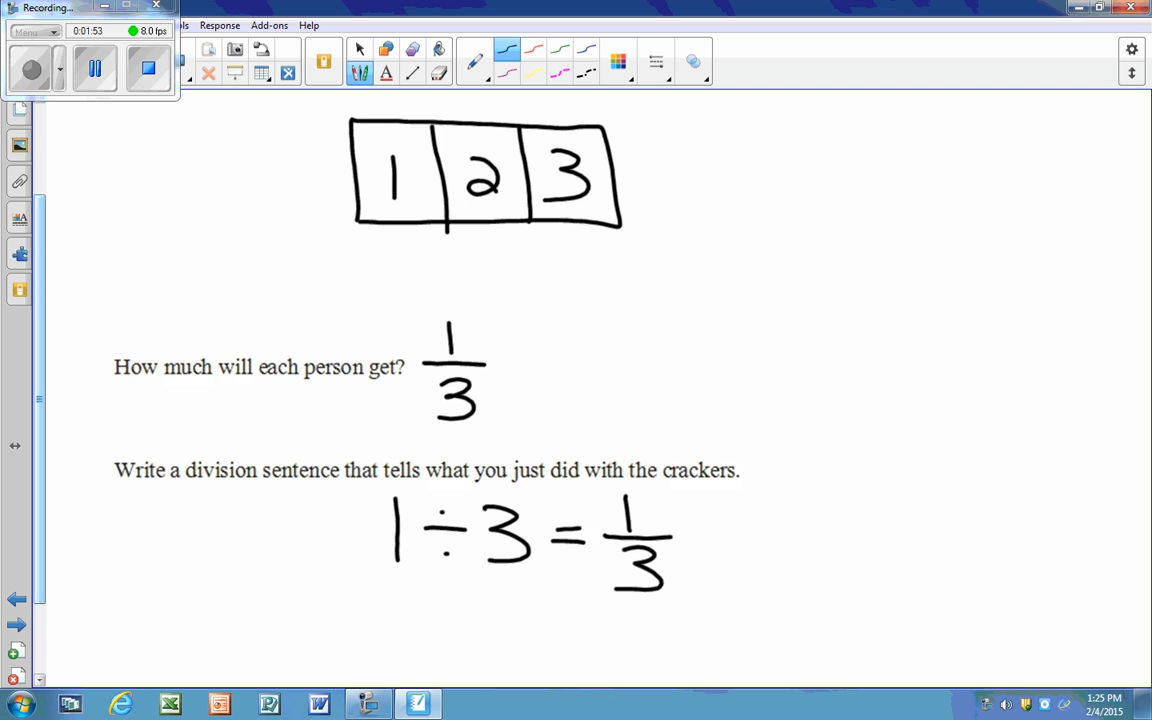 Recording...
Menu 0:01:53 8.0 fps
Response Add-ons Help
1 2 3
How much will each person get? 1/3
Write a division sentence that tells what you just did with the crackers.
1 ÷ 3 = 1/3
1:25 PM
2/4/2015